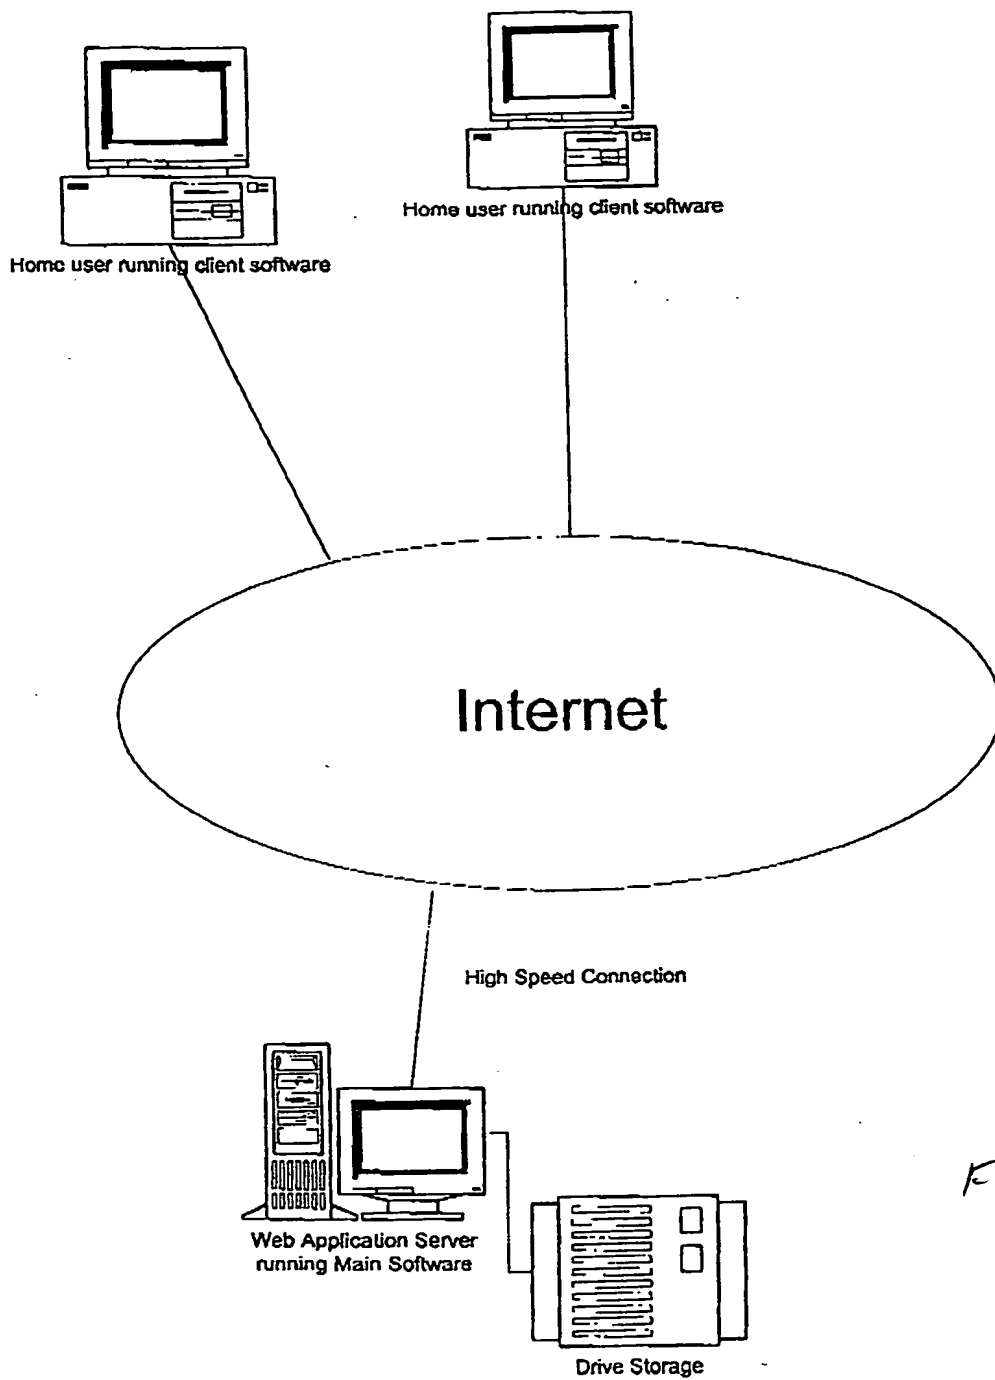 Home user running client software
Home user running client software
Internet
High Speed Connection
Web Application Server
running Main Software
Drive Storage